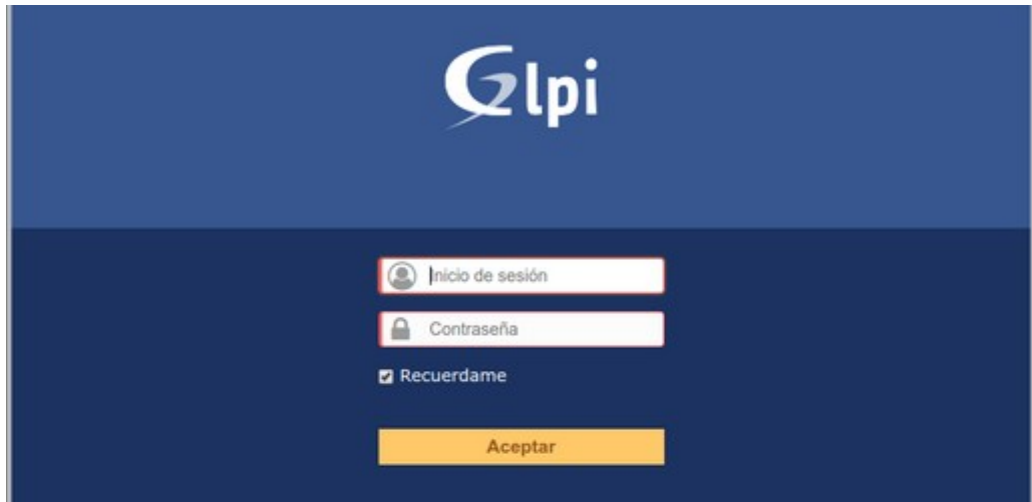 Glpi
Inicio de sesión
Contraseña
Recuerdame
Aceptar